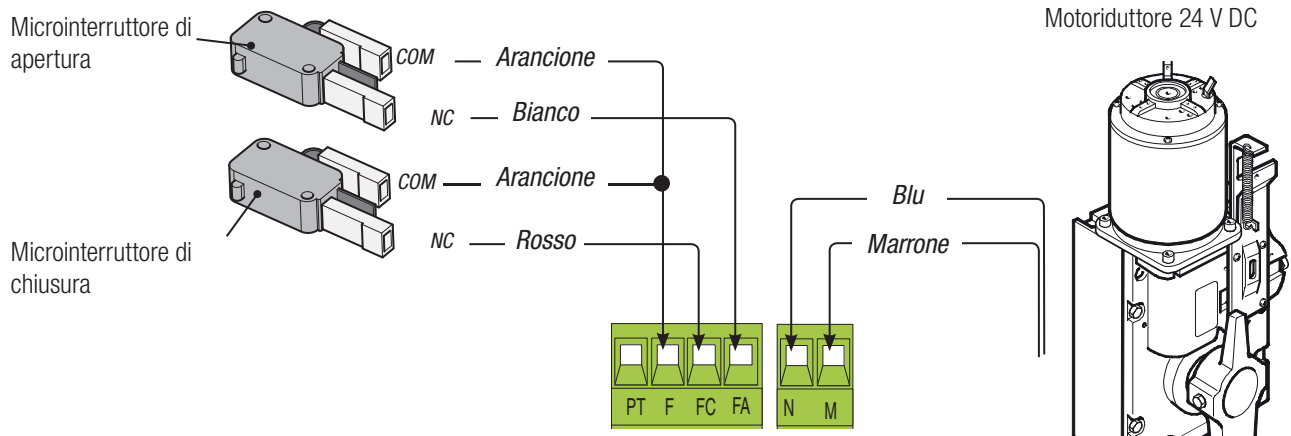 Microinterruttore di
apertura
COM Arancione
NC Bianco
COM Arancione
NC Rosso
Microinterruttore di
chiusura
Motoriduttore 24 V DC
Blu
Marrone
PT F FC FA N M